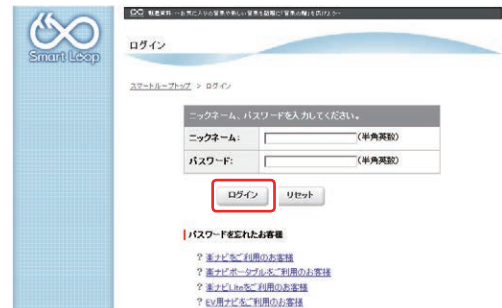 Smart Loop
ログイン
スマートループトップ > ログイン
ニックネーム、パスワードを入力してください。
ニックネーム: (半角英数)
パスワード: (半角英数)
ログイン リセット
パスワードを忘れたお客様
? 楽ナビをご利用のお客様
? 楽ナビポータブルをご利用のお客様
? 楽ナビLiteをご利用のお客様
? EV用ナビをご利用のお客様